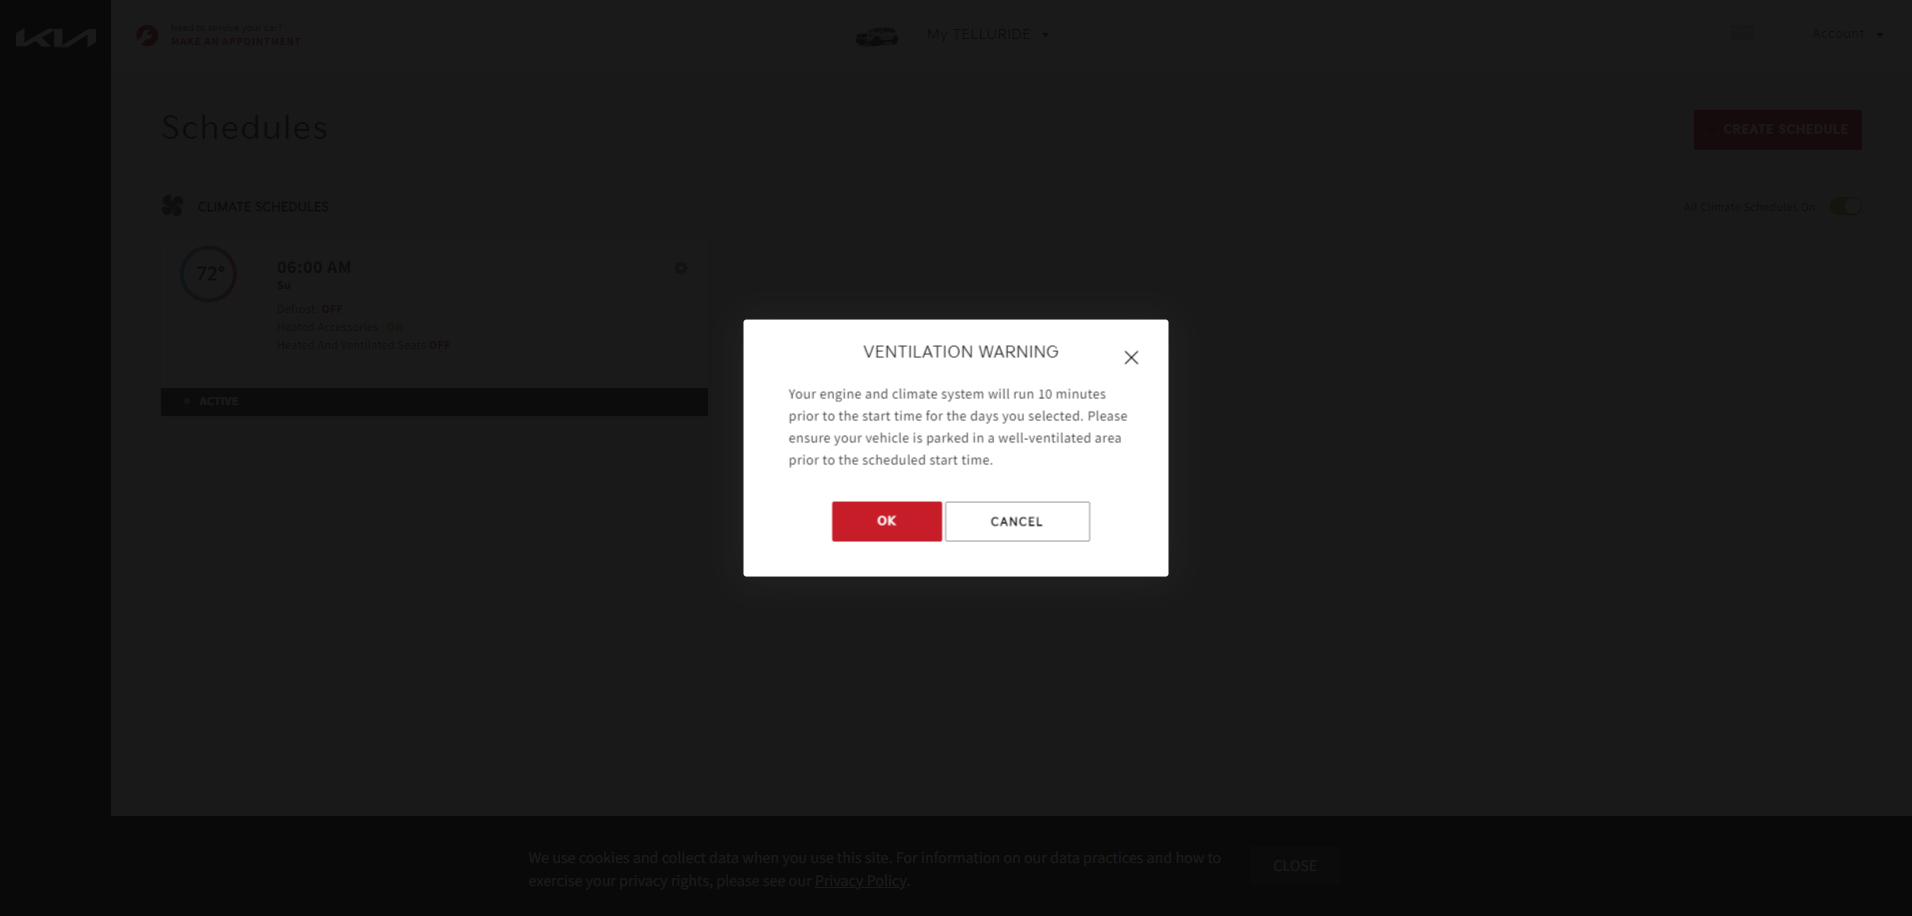 KIA
Need to service your car?
MAKE AN APPOINTMENT
My TELLURIDE
Account
Schedules
CREATE SCHEDULE
CLIMATE SCHEDULES
All Climate Schedules On
72°
06:00 AM
Su
Defrost: OFF
Heated Accessories : ON
Heated And Ventilated Seats OFF
ACTIVE
VENTILATION WARNING
Your engine and climate system will run 10 minutes
prior to the start time for the days you selected. Please
ensure your vehicle is parked in a well-ventilated area
prior to the scheduled start time.
OK
CANCEL
We use cookies and collect data when you use this site. For information on our data practices and how to
exercise your privacy rights, please see our Privacy Policy.
CLOSE